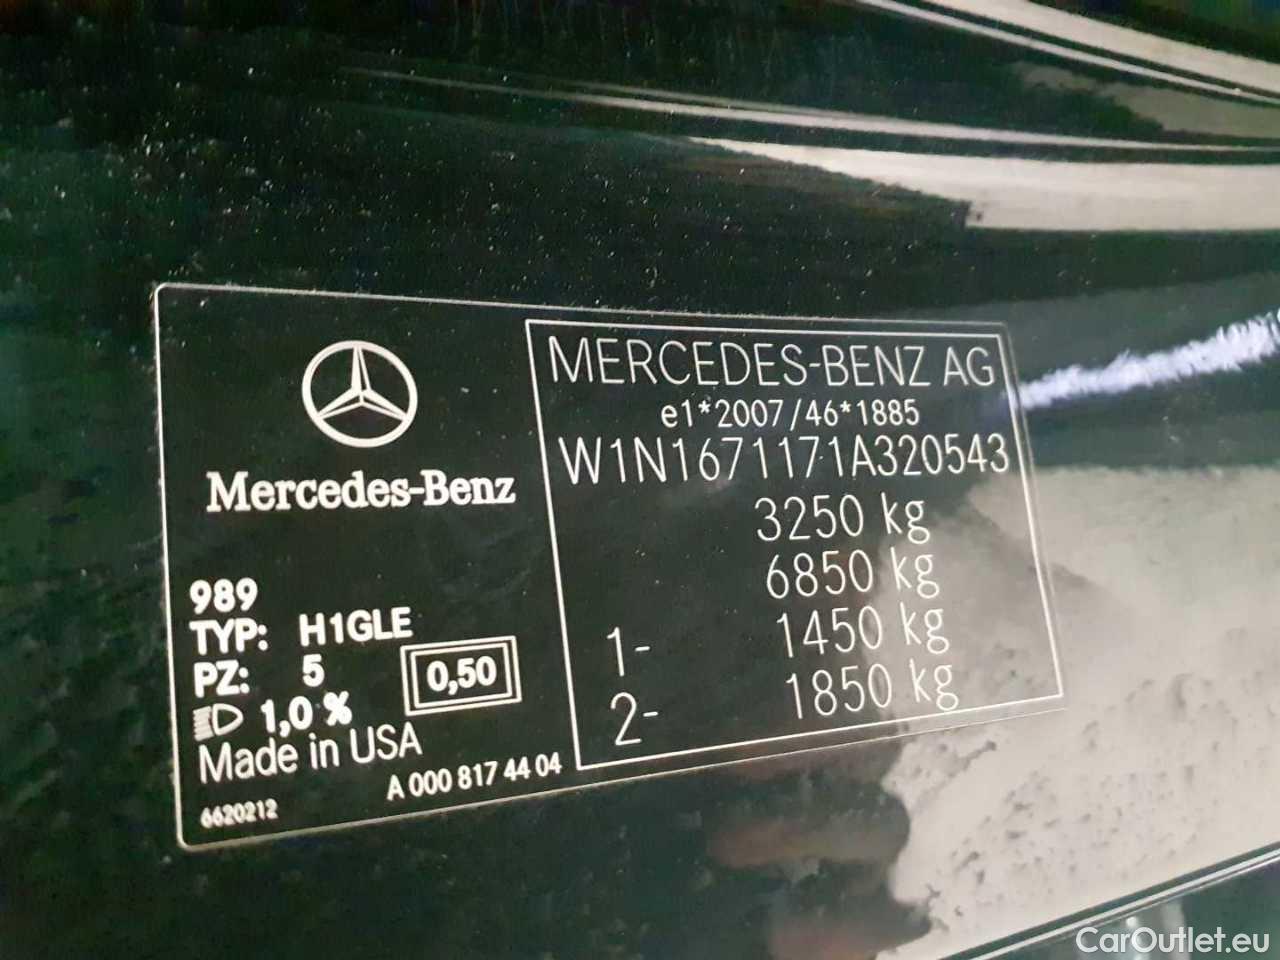 Mercedes-Benz
989
TYP: H1GLE
PZ: 5
0,50
1,0 %
Made in USA
A 000 817 44 04
6620212
MERCEDES-BENZ AG
e1*2007/46*1885
W1N1671171A320543
3250 kg
6850 kg
1- 1450 kg
2- 1850 kg
CarOutlet.eu